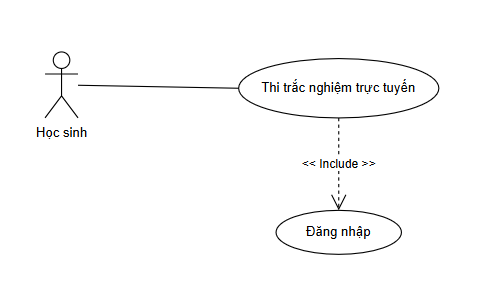 Thi trắc nghiệm trực tuyến
Học sinh
<< Include >>
Đăng nhập